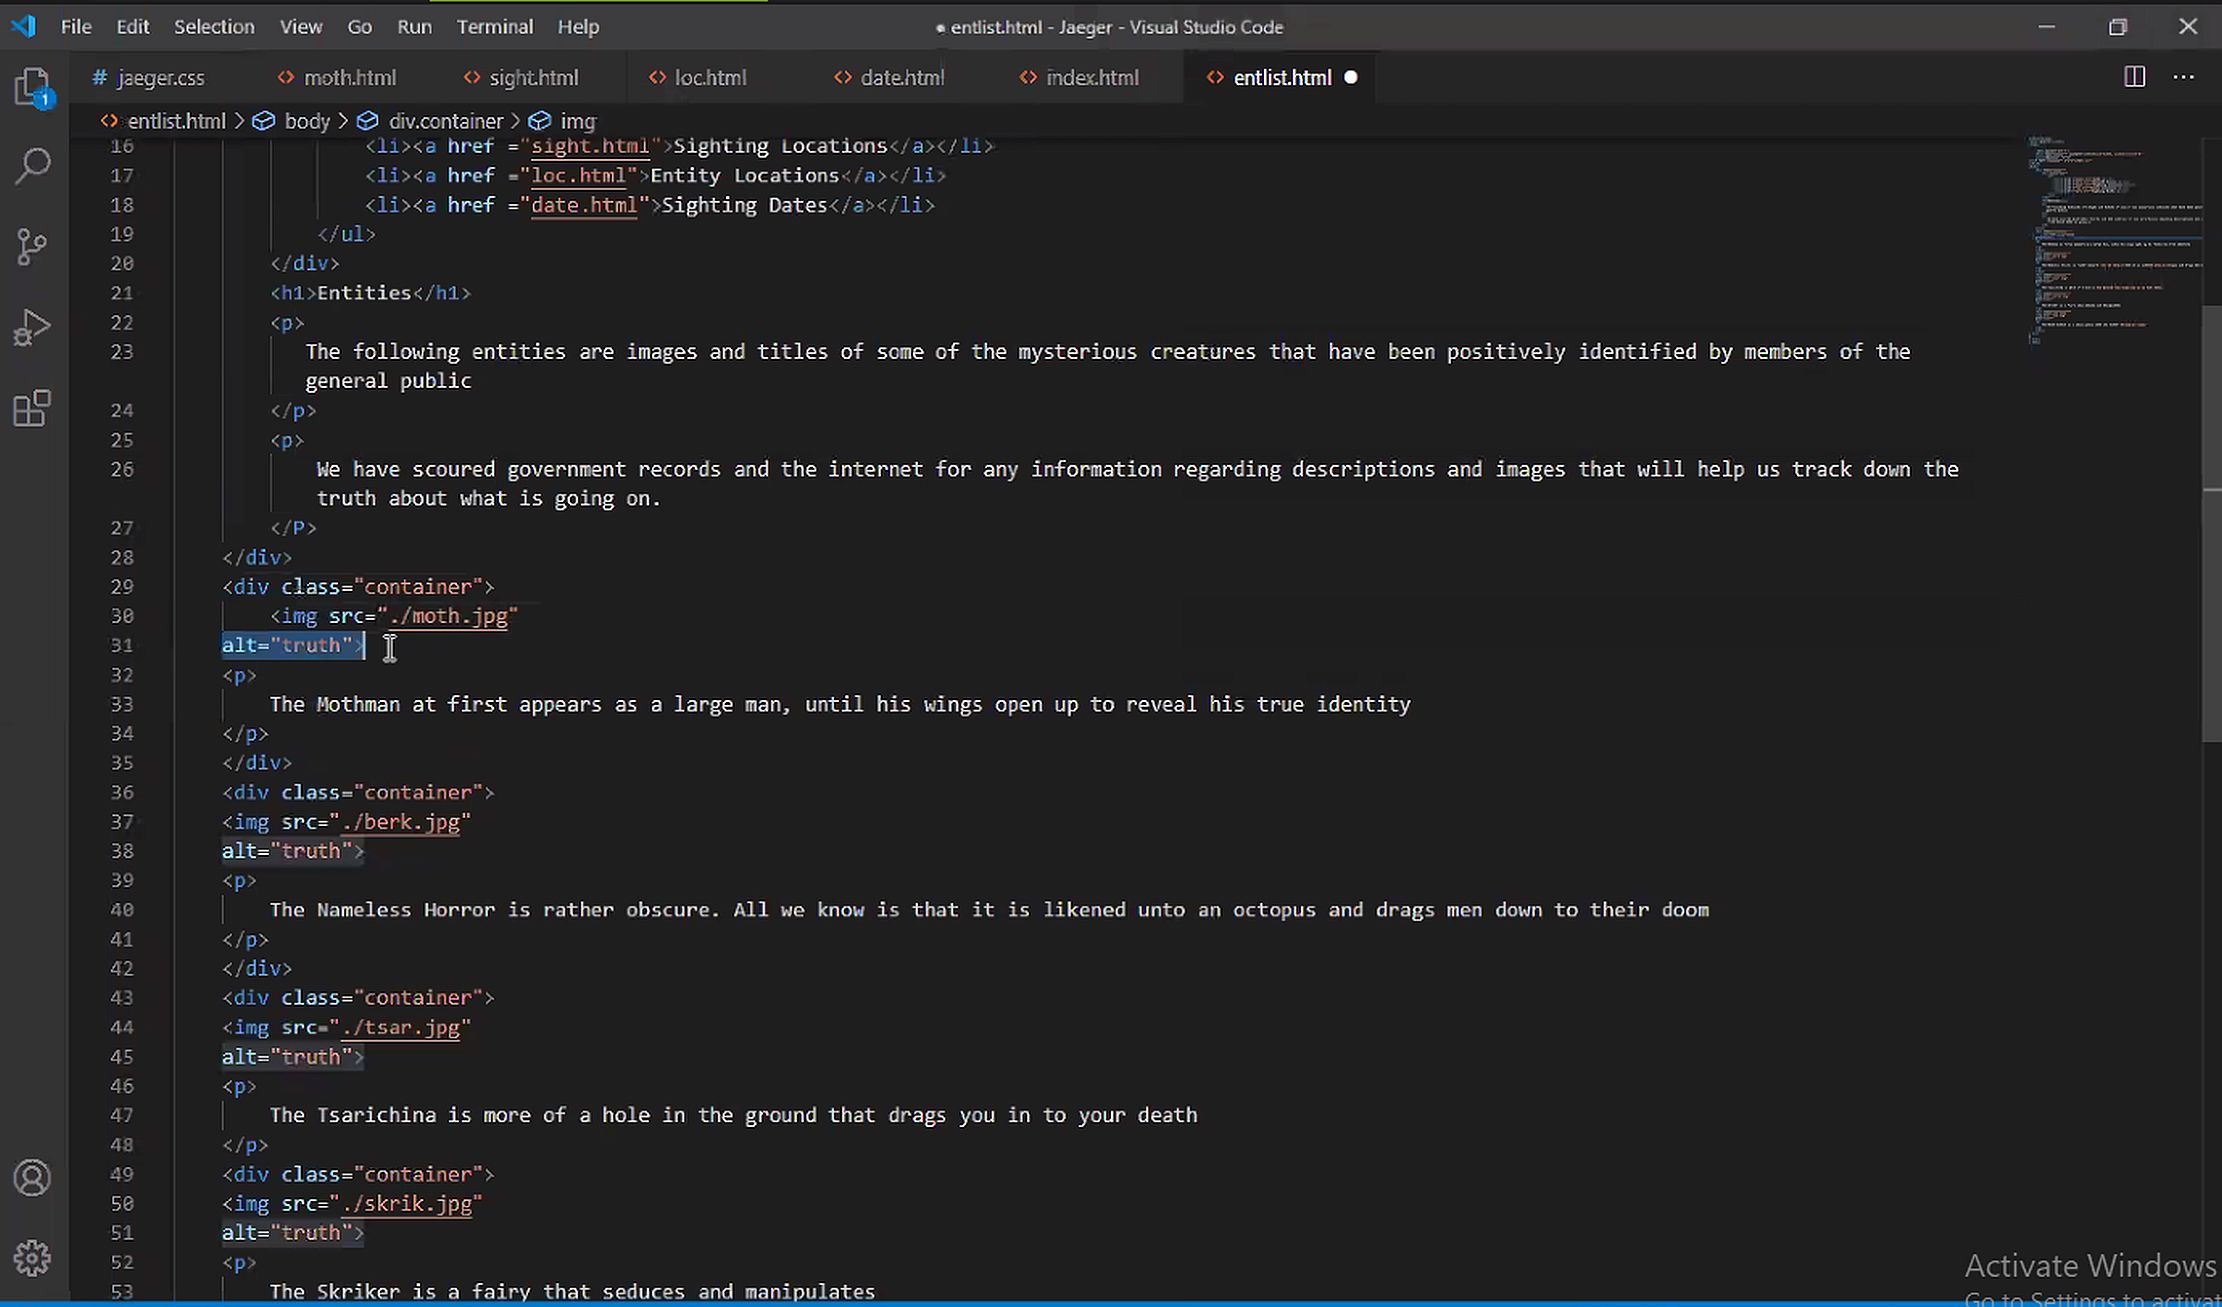 File Edit Selection View Go Run Terminal Help
● entlist.html - Jaeger - Visual Studio Code
# jaeger.css <> moth.html <> sight.html <> loc.html <> date.html <> index.html <> entlist.html ●
<> entlist.html > body > div.container > img
1
16 <li><a href ="sight.html">Sighting Locations</a></li>
17 <li><a href ="loc.html">Entity Locations</a></li>
18 <li><a href ="date.html">Sighting Dates</a></li>
19 </ul>
20 </div>
21 <h1>Entities</h1>
22 <p>
23 The following entities are images and titles of some of the mysterious creatures that have been positively identified by members of the
general public
24 </p>
25 <p>
26 We have scoured government records and the internet for any information regarding descriptions and images that will help us track down the
truth about what is going on.
27 </P>
28 </div>
29 <div class="container">
30 <img src="./moth.jpg"
31 alt="truth">
32 <p>
33 The Mothman at first appears as a large man, until his wings open up to reveal his true identity
34 </p>
35 </div>
36 <div class="container">
37 <img src="./berk.jpg"
38 alt="truth">
39 <p>
40 The Nameless Horror is rather obscure. All we know is that it is likened unto an octopus and drags men down to their doom
41 </p>
42 </div>
43 <div class="container">
44 <img src="./tsar.jpg"
45 alt="truth">
46 <p>
47 The Tsarichina is more of a hole in the ground that drags you in to your death
48 </p>
49 <div class="container">
50 <img src="./skrik.jpg"
51 alt="truth">
52 <p>
53 The Skriker is a fairy that seduces and manipulates
Activate Windows
Go to Settings to activat